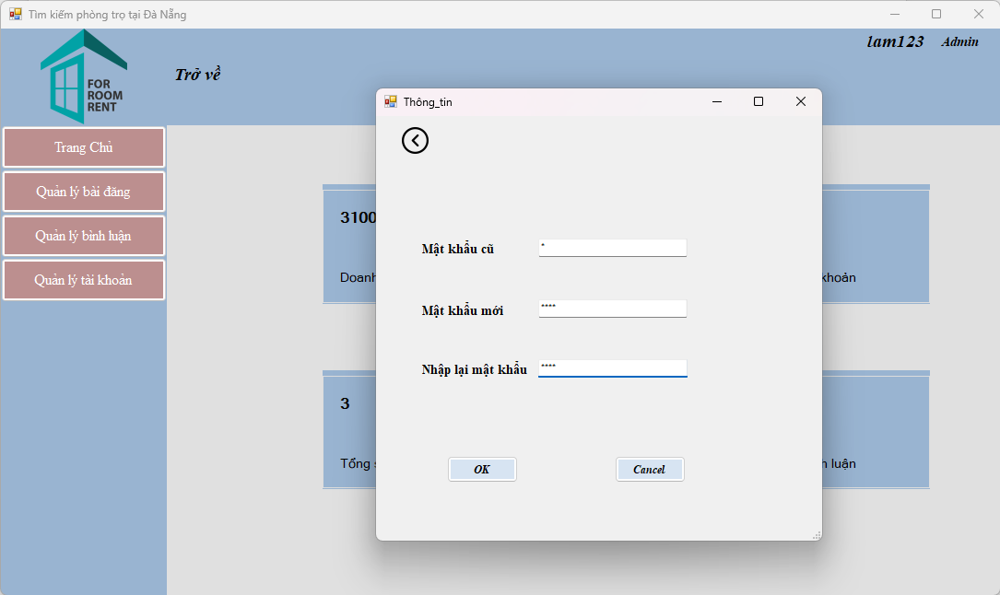 Tìm kiếm phòng trọ tại Đà Nẵng
lam123 Admin
FOR
ROOM
RENT
Trở về
Trang Chủ
Quản lý bài đăng
Quản lý bình luận
Quản lý tài khoản
3100
Doanh
khoản
3
Tổng
luận
Thông_tin
Mật khẩu cũ *
Mật khẩu mới ****
Nhập lại mật khẩu ****
OK
Cancel